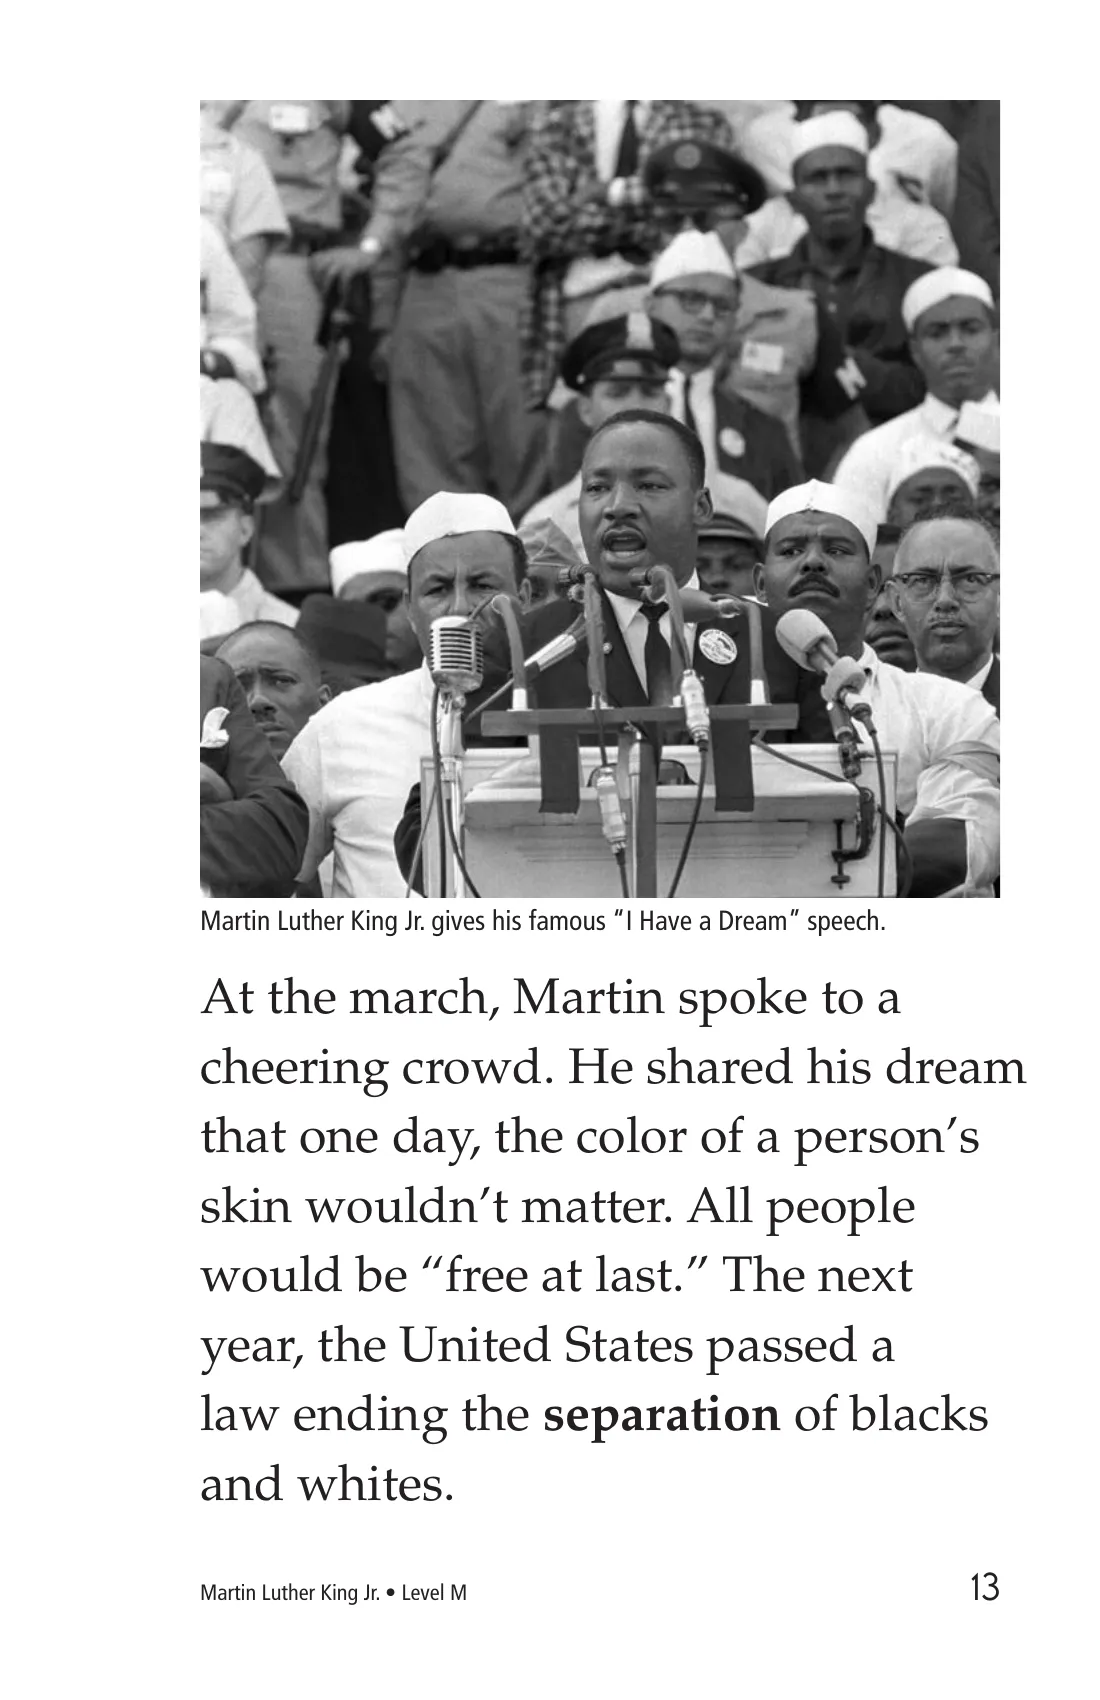 Martin Luther King Jr. gives his famous “I Have a Dream” speech.
At the march, Martin spoke to a
cheering crowd. He shared his dream
that one day, the color of a person’s
skin wouldn’t matter. All people
would be “free at last.” The next
year, the United States passed a
law ending the separation of blacks
and whites.
Martin Luther King Jr. • Level M
13